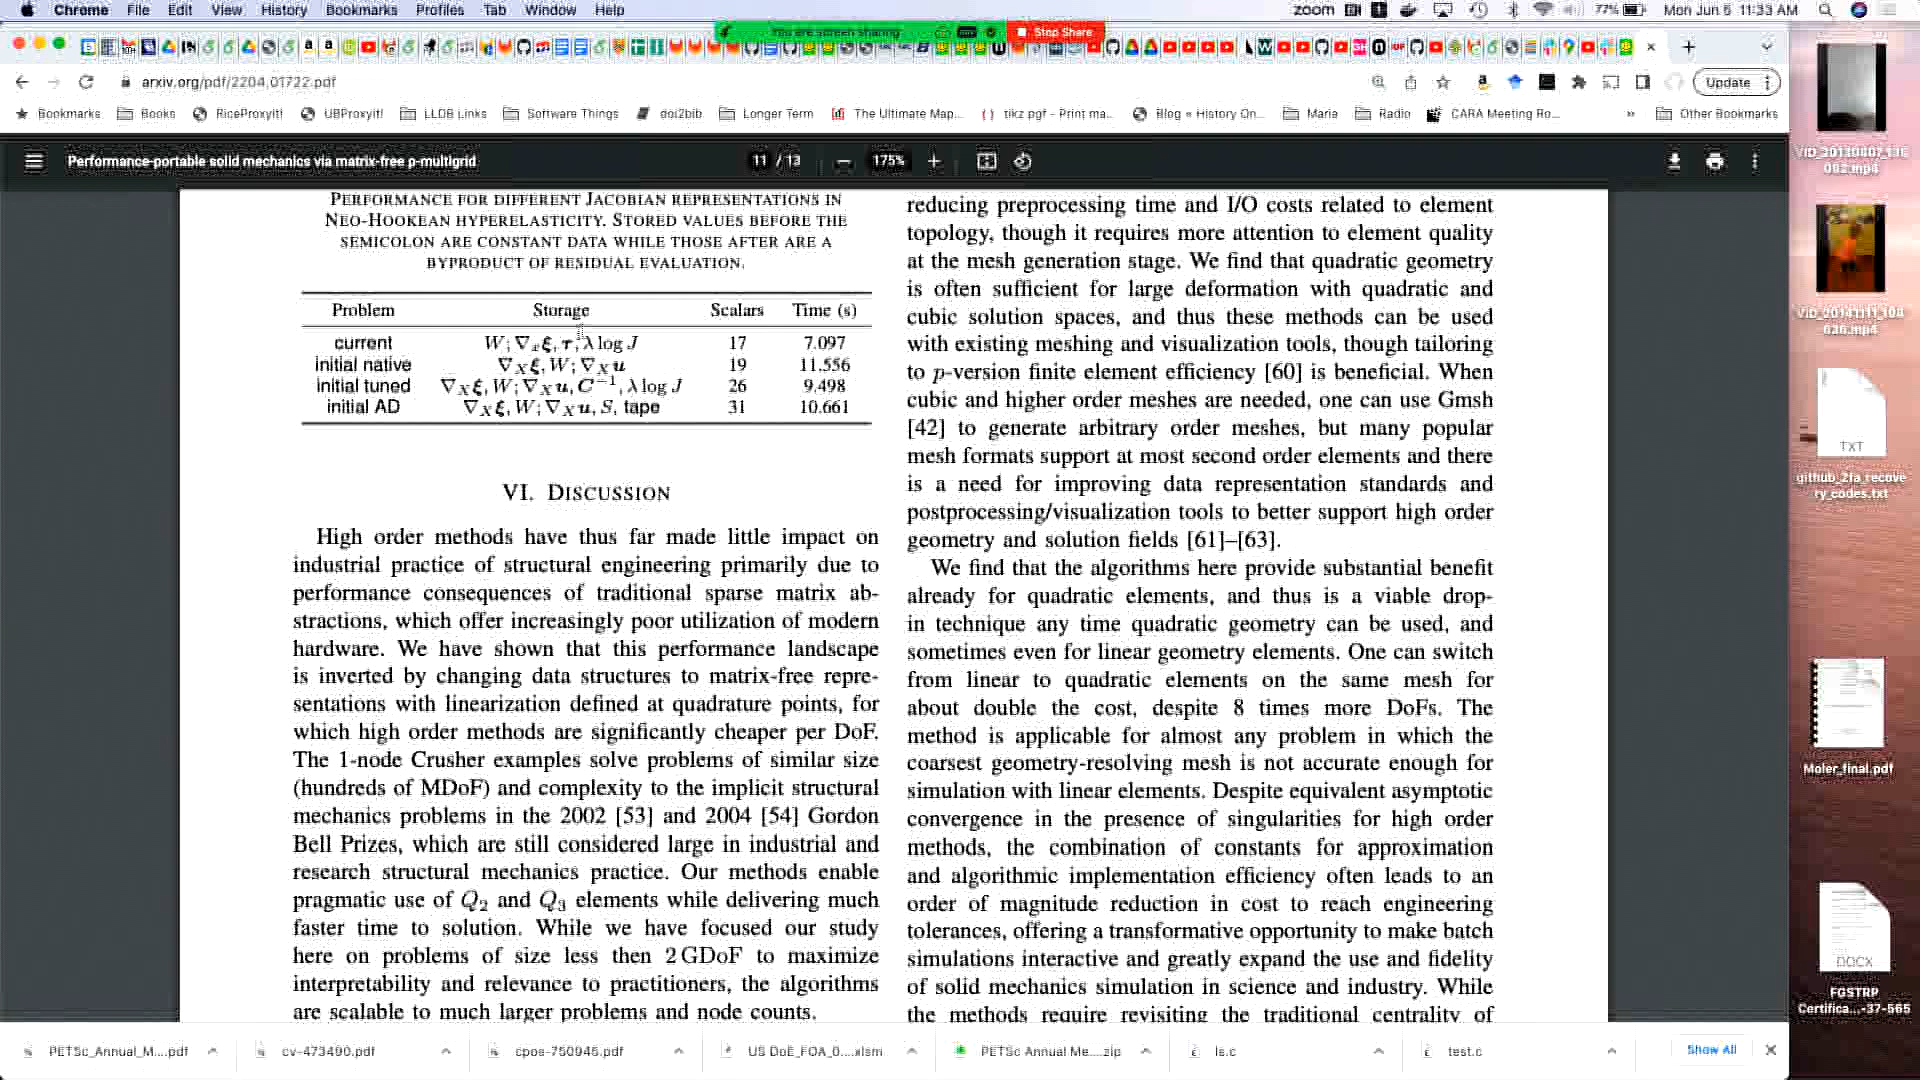 Chrome File Edit View History Bookmarks Profiles Tab Window Help
zoom 77% Mon Jun 5 11:33 AM
You are screen sharing Stop Share
arxiv.org/pdf/2204.01722.pdf
Update
Bookmarks Books RiceProxyit! UBProxyit! LLDB Links Software Things doi2bib Longer Term The Ultimate Map... tikz pgf - Print ma... Blog « History On... Maria Radio CARA Meeting Ro... » Other Bookmarks
Performance-portable solid mechanics via matrix-free p-multigrid 11 / 13 175%
PERFORMANCE FOR DIFFERENT JACOBIAN REPRESENTATIONS IN
NEO-HOOKEAN HYPERELASTICITY. STORED VALUES BEFORE THE
SEMICOLON ARE CONSTANT DATA WHILE THOSE AFTER ARE A
BYPRODUCT OF RESIDUAL EVALUATION.
Problem Storage Scalars Time (s)
current W; ∇ₓξ, τ, λ log J 17 7.097
initial native ∇_X ξ, W; ∇_X u 19 11.556
initial tuned ∇_X ξ, W; ∇_X u, C⁻¹, λ log J 26 9.498
initial AD ∇_X ξ, W; ∇_X u, S, tape 31 10.661
VI. DISCUSSION
High order methods have thus far made little impact on
industrial practice of structural engineering primarily due to
performance consequences of traditional sparse matrix ab-
stractions, which offer increasingly poor utilization of modern
hardware. We have shown that this performance landscape
is inverted by changing data structures to matrix-free repre-
sentations with linearization defined at quadrature points, for
which high order methods are significantly cheaper per DoF.
The 1-node Crusher examples solve problems of similar size
(hundreds of MDoF) and complexity to the implicit structural
mechanics problems in the 2002 [53] and 2004 [54] Gordon
Bell Prizes, which are still considered large in industrial and
research structural mechanics practice. Our methods enable
pragmatic use of Q₂ and Q₃ elements while delivering much
faster time to solution. While we have focused our study
here on problems of size less then 2 GDoF to maximize
interpretability and relevance to practitioners, the algorithms
are scalable to much larger problems and node counts.
reducing preprocessing time and I/O costs related to element
topology, though it requires more attention to element quality
at the mesh generation stage. We find that quadratic geometry
is often sufficient for large deformation with quadratic and
cubic solution spaces, and thus these methods can be used
with existing meshing and visualization tools, though tailoring
to p-version finite element efficiency [60] is beneficial. When
cubic and higher order meshes are needed, one can use Gmsh
[42] to generate arbitrary order meshes, but many popular
mesh formats support at most second order elements and there
is a need for improving data representation standards and
postprocessing/visualization tools to better support high order
geometry and solution fields [61]–[63].
We find that the algorithms here provide substantial benefit
already for quadratic elements, and thus is a viable drop-
in technique any time quadratic geometry can be used, and
sometimes even for linear geometry elements. One can switch
from linear to quadratic elements on the same mesh for
about double the cost, despite 8 times more DoFs. The
method is applicable for almost any problem in which the
coarsest geometry-resolving mesh is not accurate enough for
simulation with linear elements. Despite equivalent asymptotic
convergence in the presence of singularities for high order
methods, the combination of constants for approximation
and algorithmic implementation efficiency often leads to an
order of magnitude reduction in cost to reach engineering
tolerances, offering a transformative opportunity to make batch
simulations interactive and greatly expand the use and fidelity
of solid mechanics simulation in science and industry. While
the methods require revisiting the traditional centrality of
TXT
github_2fa_recove
ry_codes.txt
Moler_final.pdf
DOCX
FGSTRP
Certifica...-37-565
PETSc_Annual_M....pdf cv-473490.pdf cpoe-750945.pdf US DoE_FOA_0....xlsm PETSc Annual Me....zip ls.c test.c Show All